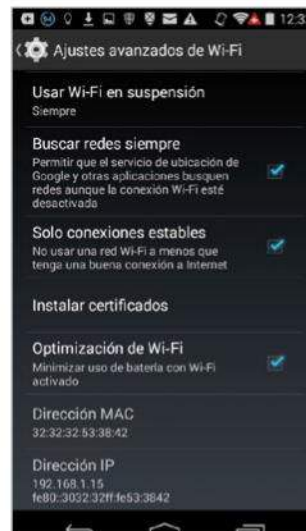 12:3
Ajustes avanzados de Wi-Fi
Usar Wi-Fi en suspensión
Siempre
Buscar redes siempre
Permitir que el servicio de ubicación de
Google y otras aplicaciones busquen
redes aunque la conexión Wi-Fi esté
desactivada
Solo conexiones estables
No usar una red Wi-Fi a menos que
tenga una buena conexión a Internet
Instalar certificados
Optimización de Wi-Fi
Minimizar uso de batería con Wi-Fi
activado
Dirección MAC
32:32:32:53:38:42
Dirección IP
192.168.1.15
fe80::3032:32ff:fe53:3842